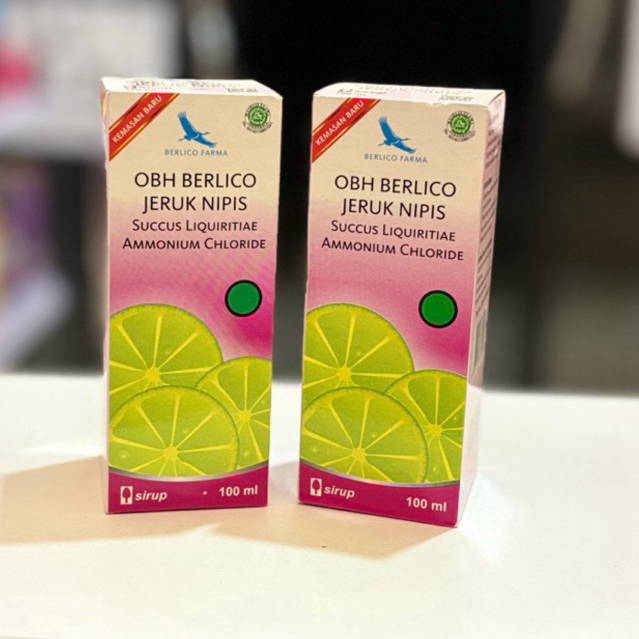 KEMASAN BARU
BERLICO FARMA
OBH BERLICO
JERUK NIPIS
SUCCUS LIQUIRITIAE
AMMONIUM CHLORIDE
sirup
100 ml
KEMASAN BARU
BERLICO FARMA
OBH BERLICO
JERUK NIPIS
SUCCUS LIQUIRITIAE
AMMONIUM CHLORIDE
sirup
100 ml